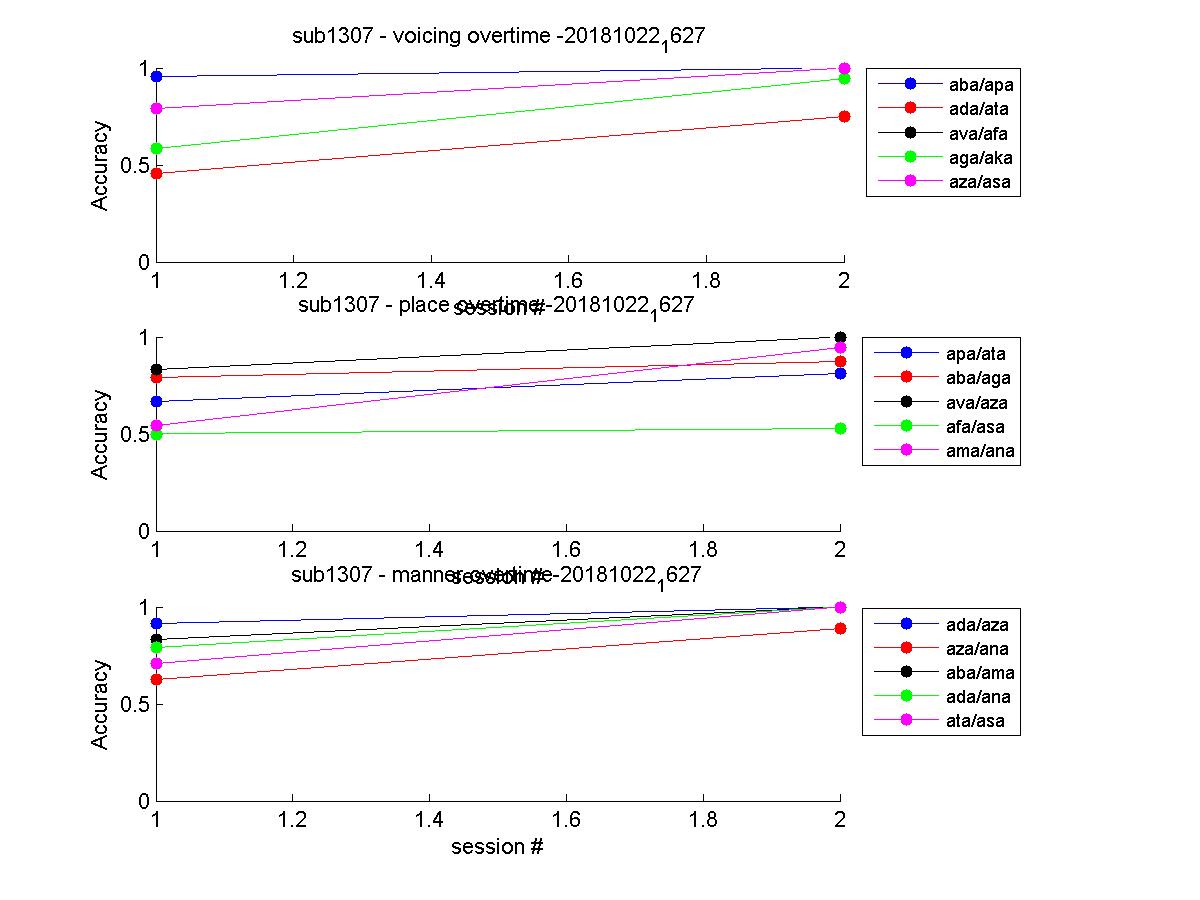 sub1307 - voicing overtime -20181022₁627
1
0.5
0
Accuracy
1 1.2 1.4 1.6 1.8 2
session #
aba/apa
ada/ata
ava/afa
aga/aka
aza/asa
sub1307 - place overtime -20181022₁627
1
0.5
0
Accuracy
1 1.2 1.4 1.6 1.8 2
session #
apa/ata
aba/aga
ava/aza
afa/asa
ama/ana
sub1307 - manner overtime -20181022₁627
1
0.5
0
Accuracy
1 1.2 1.4 1.6 1.8 2
session #
ada/aza
aza/ana
aba/ama
ada/ana
ata/asa